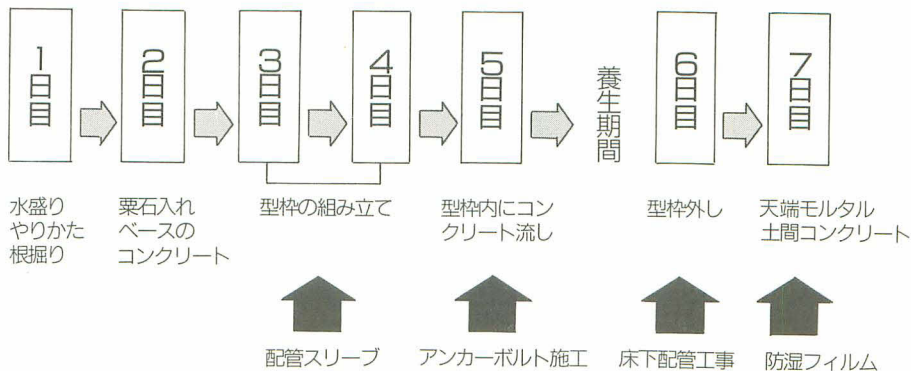 1日目
2日目
3日目
4日目
5日目
養生期間
6日目
7日目
水盛り
やりかた
根掘り
栗石入れ
ベースの
コンクリート
型枠の組み立て
型枠内にコン
クリート流し
型枠外し
天端モルタル
土間コンクリート
配管スリーブ
アンカーボルト施工
床下配管工事
防湿フィルム